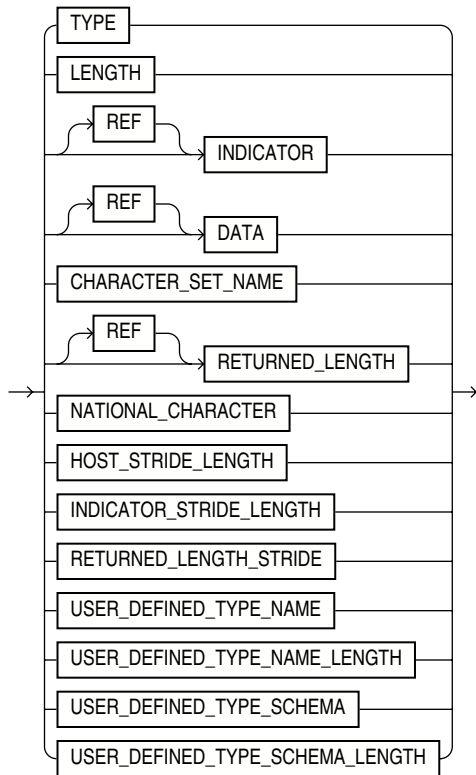 TYPE
LENGTH
REF
INDICATOR
REF
DATA
CHARACTER_SET_NAME
REF
RETURNED_LENGTH
NATIONAL_CHARACTER
HOST_STRIDE_LENGTH
INDICATOR_STRIDE_LENGTH
RETURNED_LENGTH_STRIDE
USER_DEFINED_TYPE_NAME
USER_DEFINED_TYPE_NAME_LENGTH
USER_DEFINED_TYPE_SCHEMA
USER_DEFINED_TYPE_SCHEMA_LENGTH